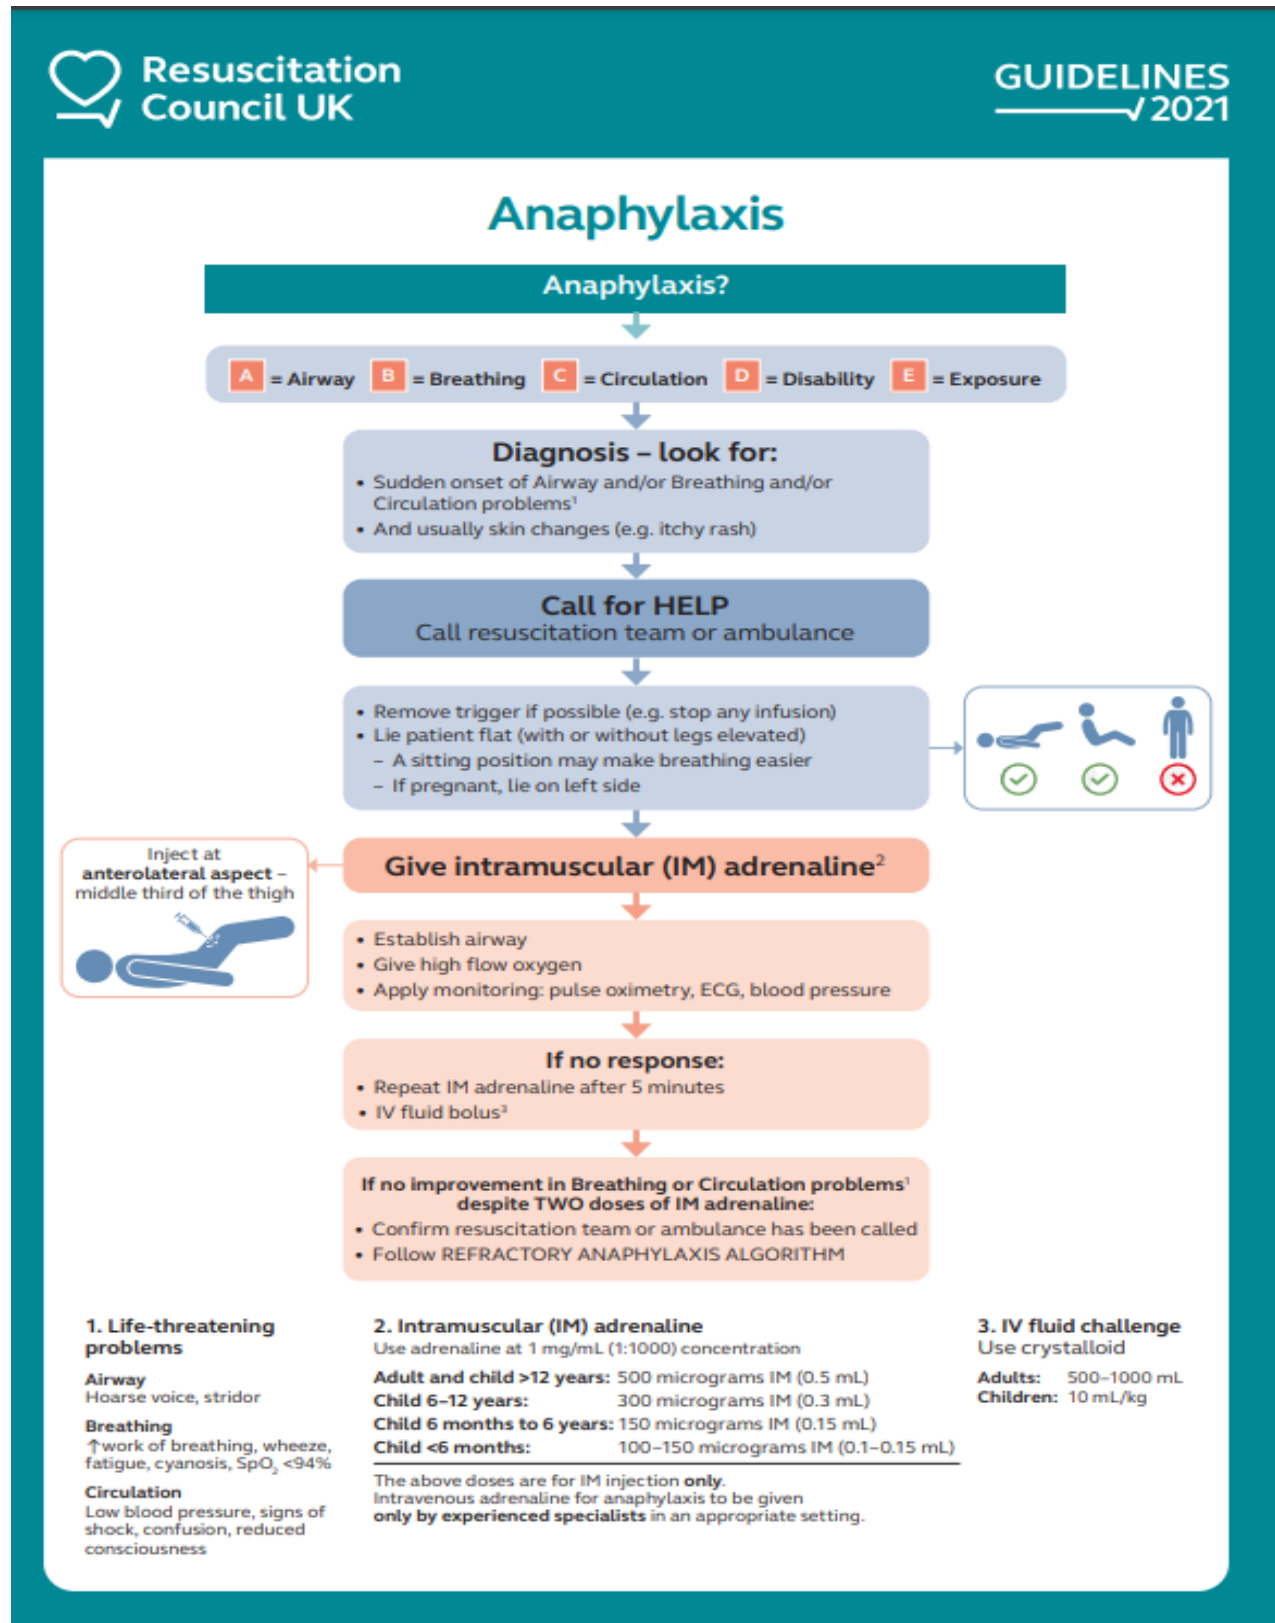 Resuscitation
Council UK
GUIDELINES
2021
Anaphylaxis
Anaphylaxis?
A = Airway B = Breathing C = Circulation D = Disability E = Exposure
Diagnosis – look for:
• Sudden onset of Airway and/or Breathing and/or
Circulation problems¹
• And usually skin changes (e.g. itchy rash)
Call for HELP
Call resuscitation team or ambulance
• Remove trigger if possible (e.g. stop any infusion)
• Lie patient flat (with or without legs elevated)
– A sitting position may make breathing easier
– If pregnant, lie on left side
Inject at
anterolateral aspect –
middle third of the thigh
Give intramuscular (IM) adrenaline²
• Establish airway
• Give high flow oxygen
• Apply monitoring: pulse oximetry, ECG, blood pressure
If no response:
• Repeat IM adrenaline after 5 minutes
• IV fluid bolus³
If no improvement in Breathing or Circulation problems¹
despite TWO doses of IM adrenaline:
• Confirm resuscitation team or ambulance has been called
• Follow REFRACTORY ANAPHYLAXIS ALGORITHM
1. Life-threatening
problems
Airway
Hoarse voice, stridor
Breathing
↑work of breathing, wheeze,
fatigue, cyanosis, SpO₂ <94%
Circulation
Low blood pressure, signs of
shock, confusion, reduced
consciousness
2. Intramuscular (IM) adrenaline
Use adrenaline at 1 mg/mL (1:1000) concentration
Adult and child >12 years: 500 micrograms IM (0.5 mL)
Child 6–12 years: 300 micrograms IM (0.3 mL)
Child 6 months to 6 years: 150 micrograms IM (0.15 mL)
Child <6 months: 100–150 micrograms IM (0.1–0.15 mL)
The above doses are for IM injection only.
Intravenous adrenaline for anaphylaxis to be given
only by experienced specialists in an appropriate setting.
3. IV fluid challenge
Use crystalloid
Adults: 500–1000 mL
Children: 10 mL/kg